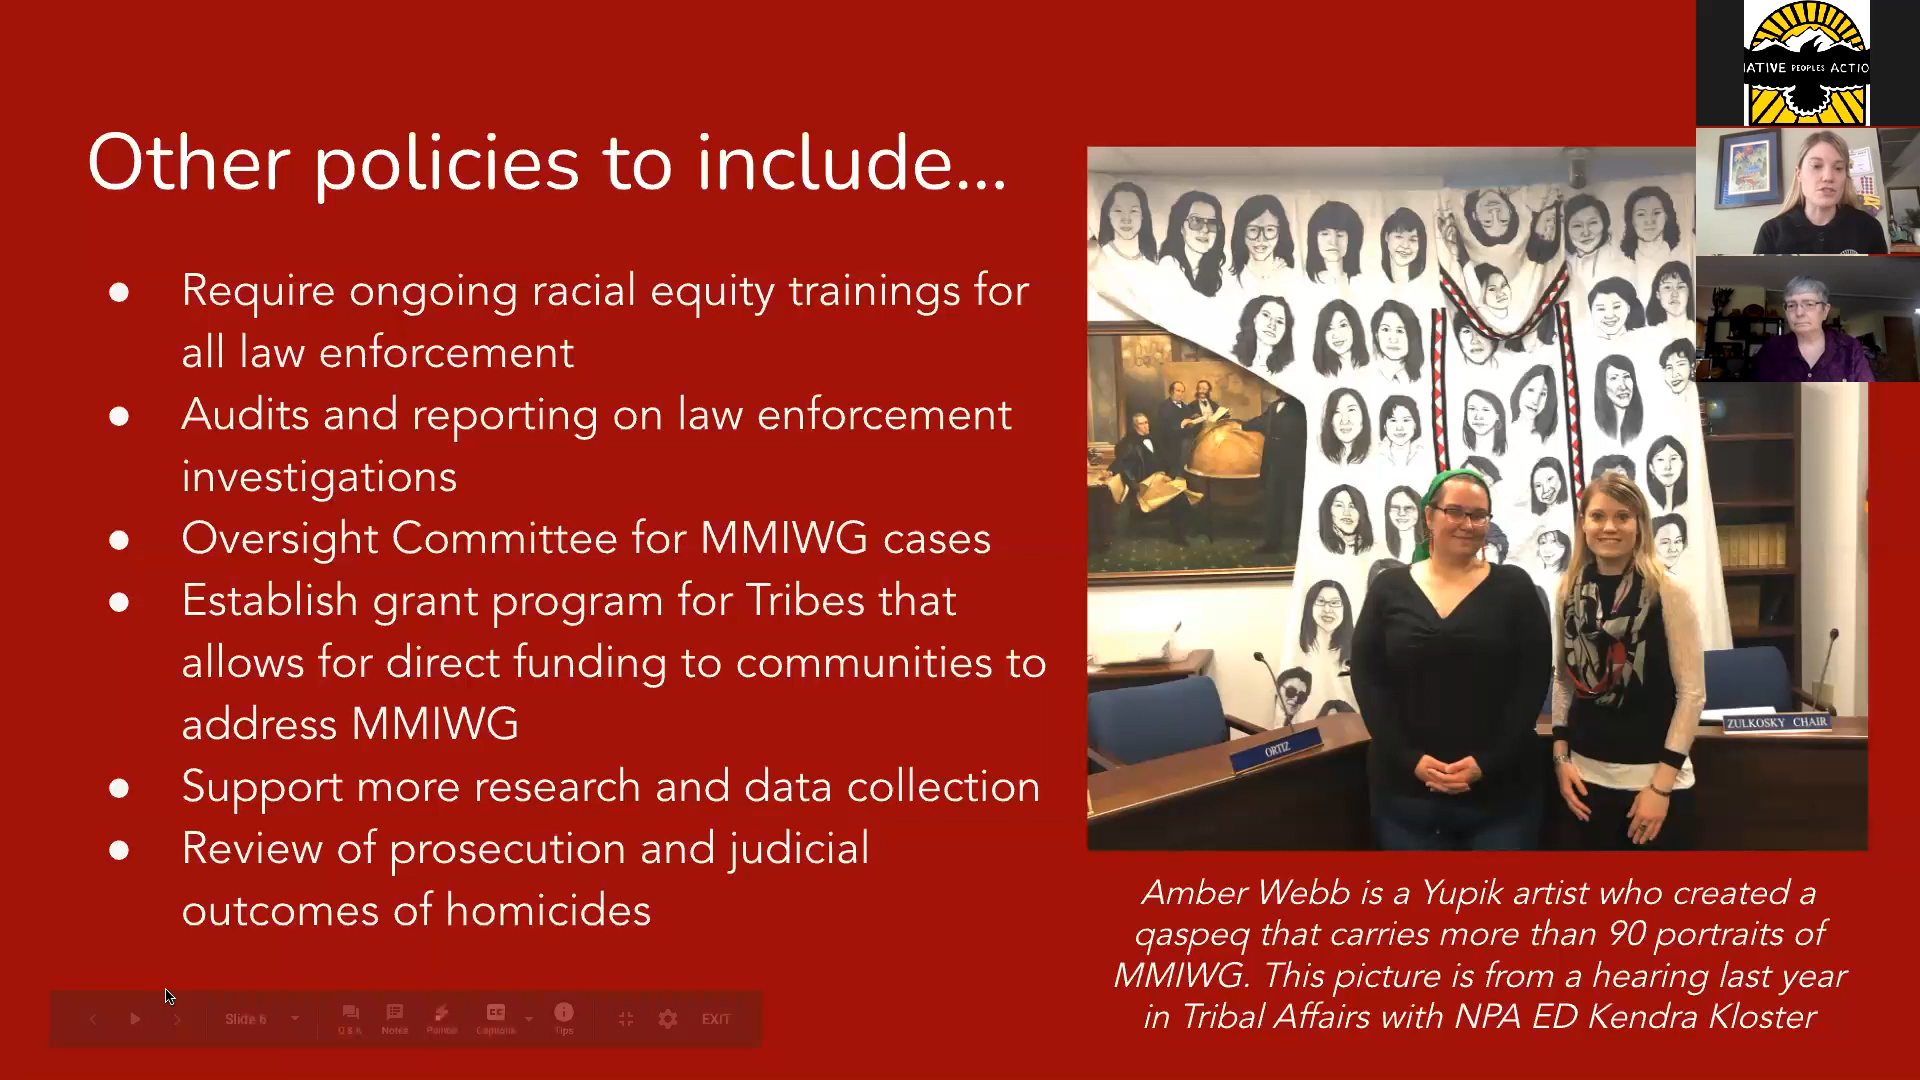 Other policies to include...
● Require ongoing racial equity trainings for
all law enforcement
● Audits and reporting on law enforcement
investigations
● Oversight Committee for MMIWG cases
● Establish grant program for Tribes that
allows for direct funding to communities to
address MMIWG
● Support more research and data collection
● Review of prosecution and judicial
outcomes of homicides
ATIVE PEOPLES ACTIO
ORTIZ
ZULKOSKY CHAIR
Amber Webb is a Yupik artist who created a
qaspeq that carries more than 90 portraits of
MMIWG. This picture is from a hearing last year
in Tribal Affairs with NPA ED Kendra Kloster
Slide 6
Q & A Notes Pointer Captions Tips EXIT